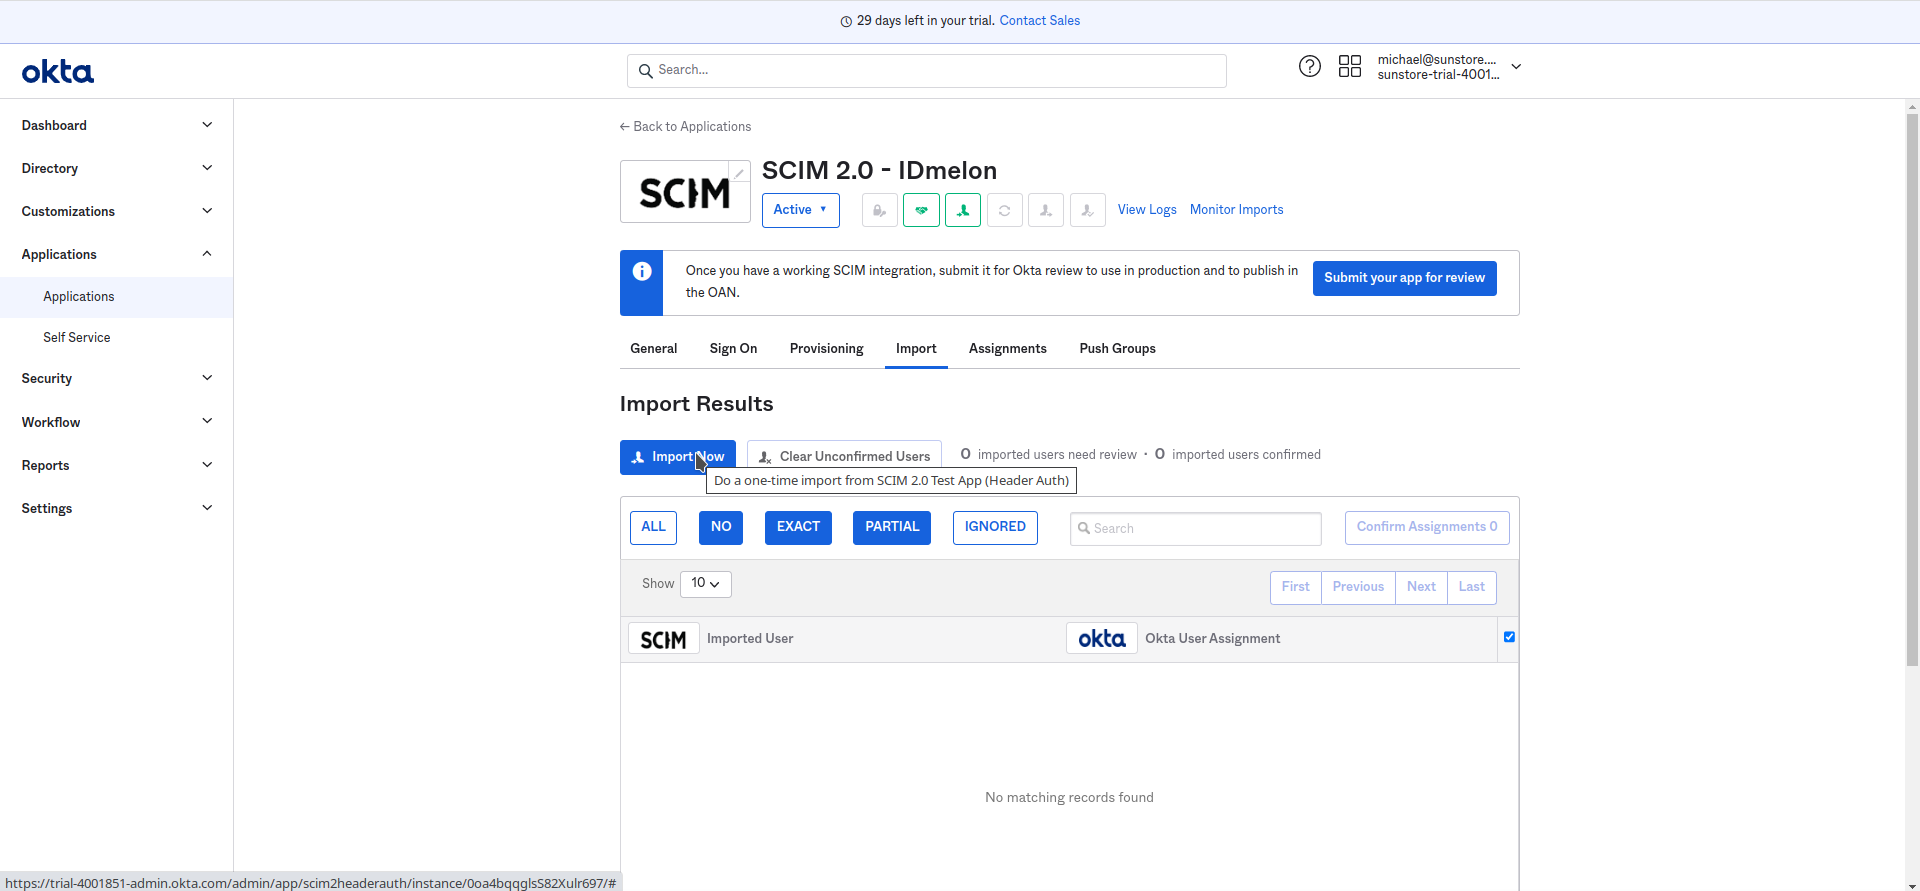 29 days left in your trial. Contact Sales
okta
Search...
michael@sunstore....
sunstore-trial-4001...
Dashboard
Directory
Customizations
Applications
Applications
Self Service
Security
Workflow
Reports
Settings
← Back to Applications
SCIM
SCIM 2.0 - IDmelon
Active
View Logs
Monitor Imports
Once you have a working SCIM integration, submit it for Okta review to use in production and to publish in
the OAN.
Submit your app for review
General
Sign On
Provisioning
Import
Assignments
Push Groups
Import Results
Import Now
Clear Unconfirmed Users
0 imported users need review · 0 imported users confirmed
Do a one-time import from SCIM 2.0 Test App (Header Auth)
ALL
NO
EXACT
PARTIAL
IGNORED
Search
Confirm Assignments 0
Show 10
First
Previous
Next
Last
SCIM
Imported User
okta
Okta User Assignment
No matching records found
https://trial-4001851-admin.okta.com/admin/app/scim2headerauth/instance/0oa4bqqglsS82Xulr697/#